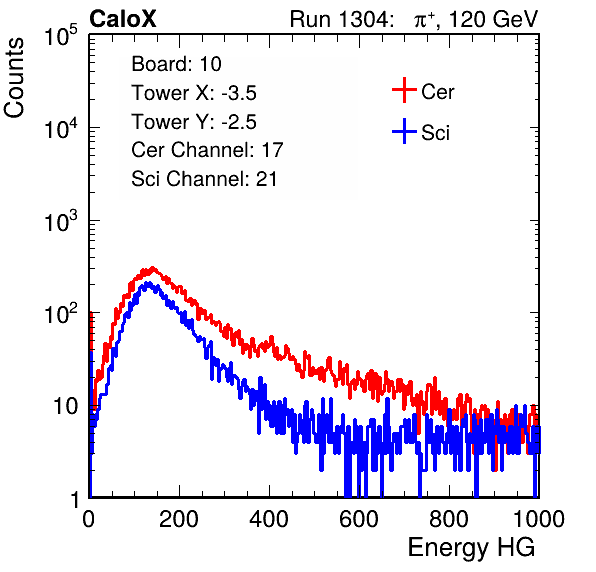 CaloX Run 1304: π⁺, 120 GeV
Counts
10⁵
10⁴
10³
10²
10
1
Board: 10
Tower X: -3.5
Tower Y: -2.5
Cer Channel: 17
Sci Channel: 21
Cer
Sci
0 200 400 600 800 1000
Energy HG